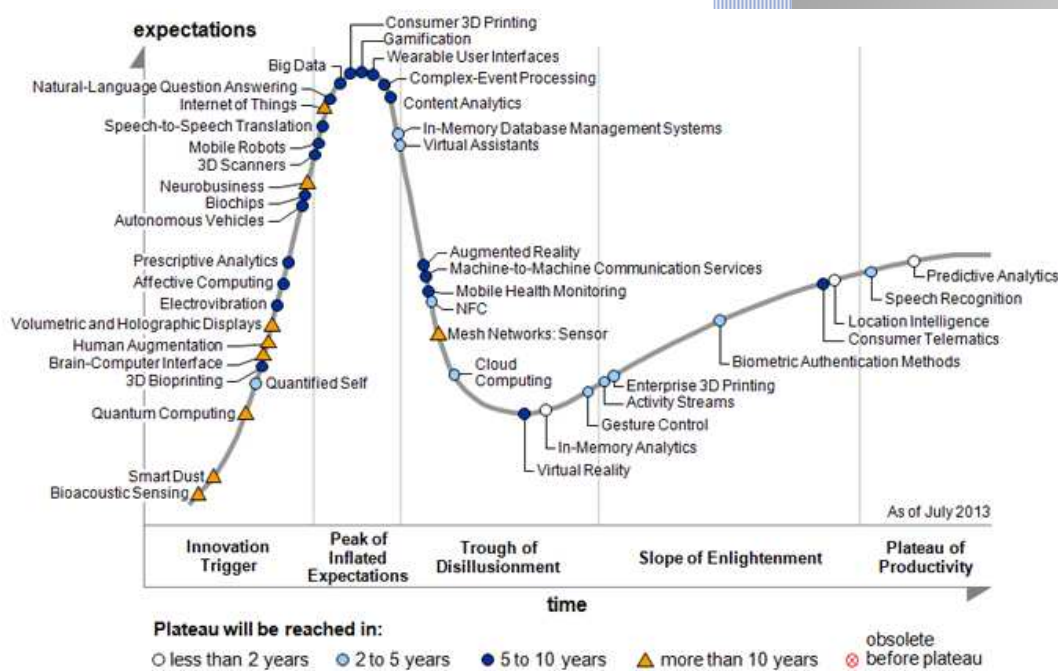 expectations
Consumer 3D Printing
Gamification
Wearable User Interfaces
Big Data
Complex-Event Processing
Natural-Language Question Answering
Content Analytics
Internet of Things
Speech-to-Speech Translation
In-Memory Database Management Systems
Mobile Robots
Virtual Assistants
3D Scanners
Neurobusiness
Biochips
Autonomous Vehicles
Augmented Reality
Prescriptive Analytics
Machine-to-Machine Communication Services
Predictive Analytics
Affective Computing
Mobile Health Monitoring
Speech Recognition
Electrovibration
NFC
Location Intelligence
Volumetric and Holographic Displays
Mesh Networks: Sensor
Consumer Telematics
Human Augmentation
Brain-Computer Interface
Biometric Authentication Methods
3D Bioprinting
Cloud
Computing
Quantified Self
Enterprise 3D Printing
Activity Streams
Quantum Computing
Gesture Control
In-Memory Analytics
Virtual Reality
Smart Dust
Bioacoustic Sensing
As of July 2013
Innovation
Trigger
Peak of
Inflated
Expectations
Trough of
Disillusionment
Slope of Enlightenment
Plateau of
Productivity
time
Plateau will be reached in:
less than 2 years
2 to 5 years
5 to 10 years
more than 10 years
obsolete
before plateau